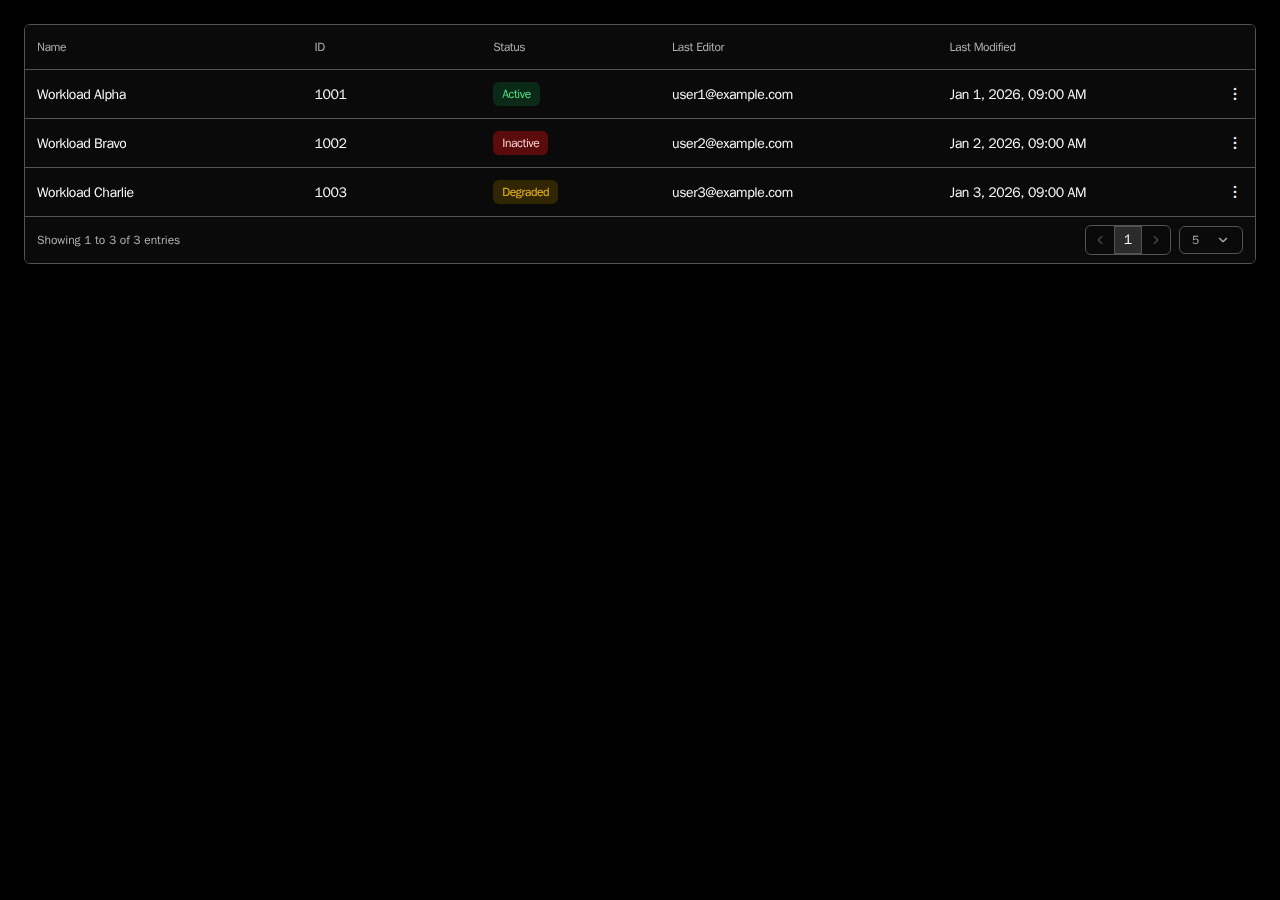 Name ID Status Last Editor Last Modified
Workload Alpha 1001 Active user1@example.com Jan 1, 2026, 09:00 AM
Workload Bravo 1002 Inactive user2@example.com Jan 2, 2026, 09:00 AM
Workload Charlie 1003 Degraded user3@example.com Jan 3, 2026, 09:00 AM
Showing 1 to 3 of 3 entries 1 5